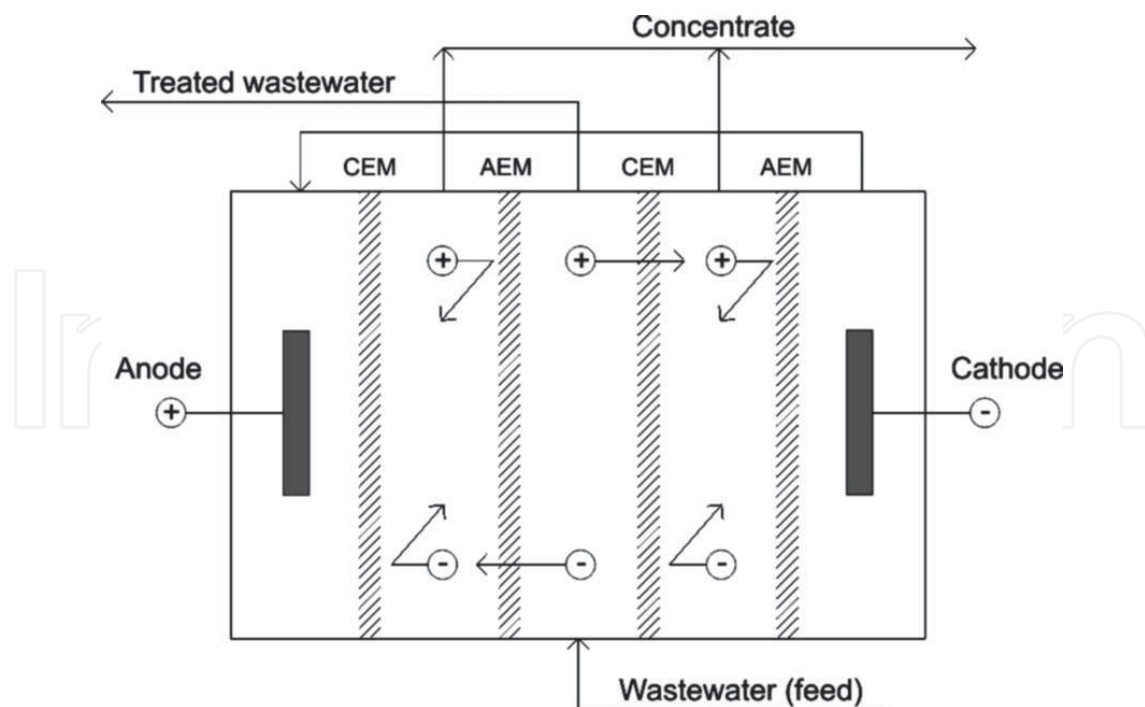 Concentrate
Treated wastewater
CEM AEM CEM AEM
+ + +
Anode Cathode
+ -
- - -
Wastewater (feed)